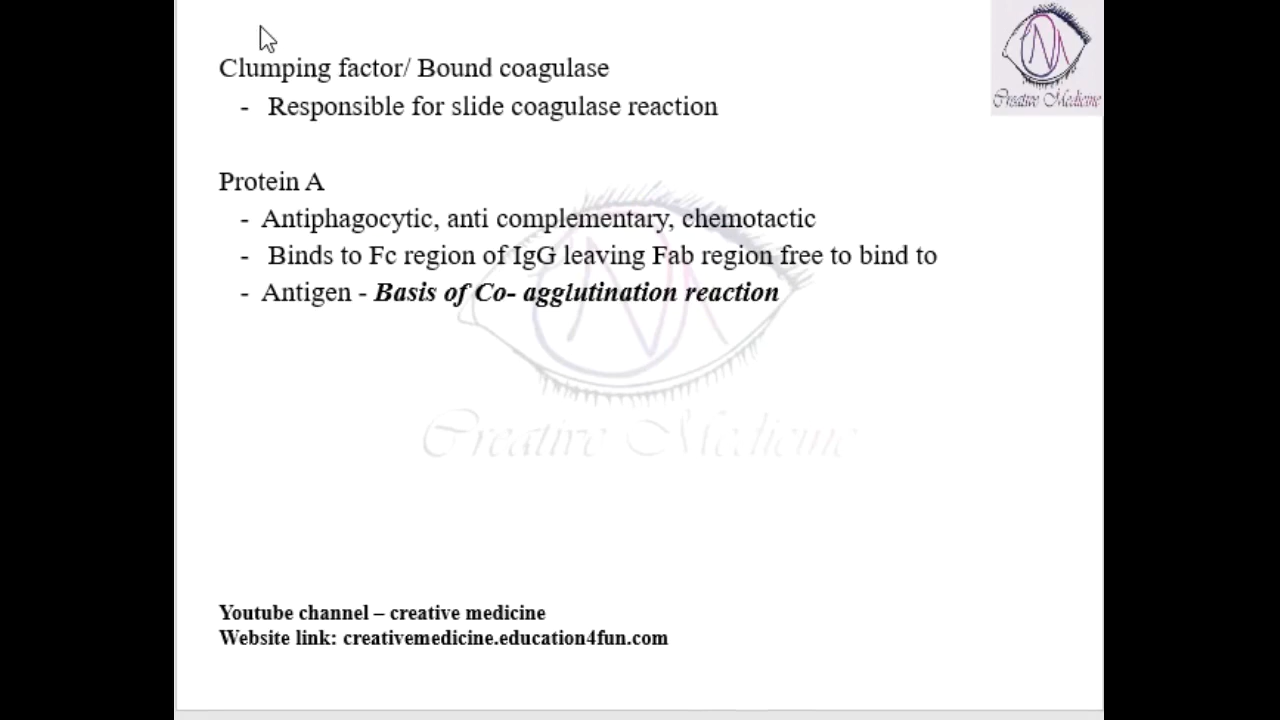 Creative Medicine
Clumping factor/ Bound coagulase
- Responsible for slide coagulase reaction
Protein A
- Antiphagocytic, anti complementary, chemotactic
- Binds to Fc region of IgG leaving Fab region free to bind to
- Antigen - Basis of Co- agglutination reaction
Creative Medicine
Youtube channel – creative medicine
Website link: creativemedicine.education4fun.com